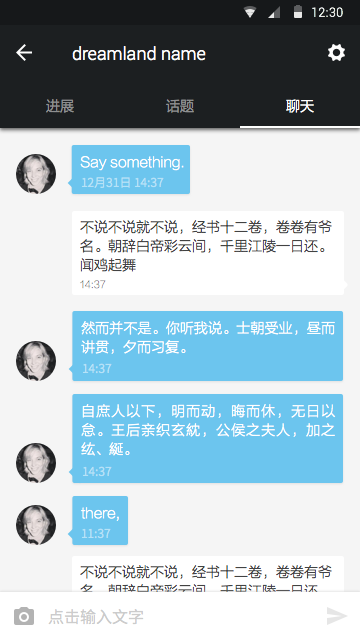 12:30
dreamland name
进展 话题 聊天
Say something.
12月31日 14:37
不说不说就不说，经书十二卷，卷卷有爷
名。朝辞白帝彩云间，千里江陵一日还。
闻鸡起舞
14:37
然而并不是。你听我说。士朝受业，昼而
讲贯，夕而习复。
14:37
自庶人以下，明而动，晦而休，无日以
怠。王后亲织玄紞，公侯之夫人，加之
纮、綖。
14:37
there,
11:37
不说不说就不说，经书十二卷，卷卷有爷
名。朝辞白帝彩云间，千里江陵一日还
点击输入文字